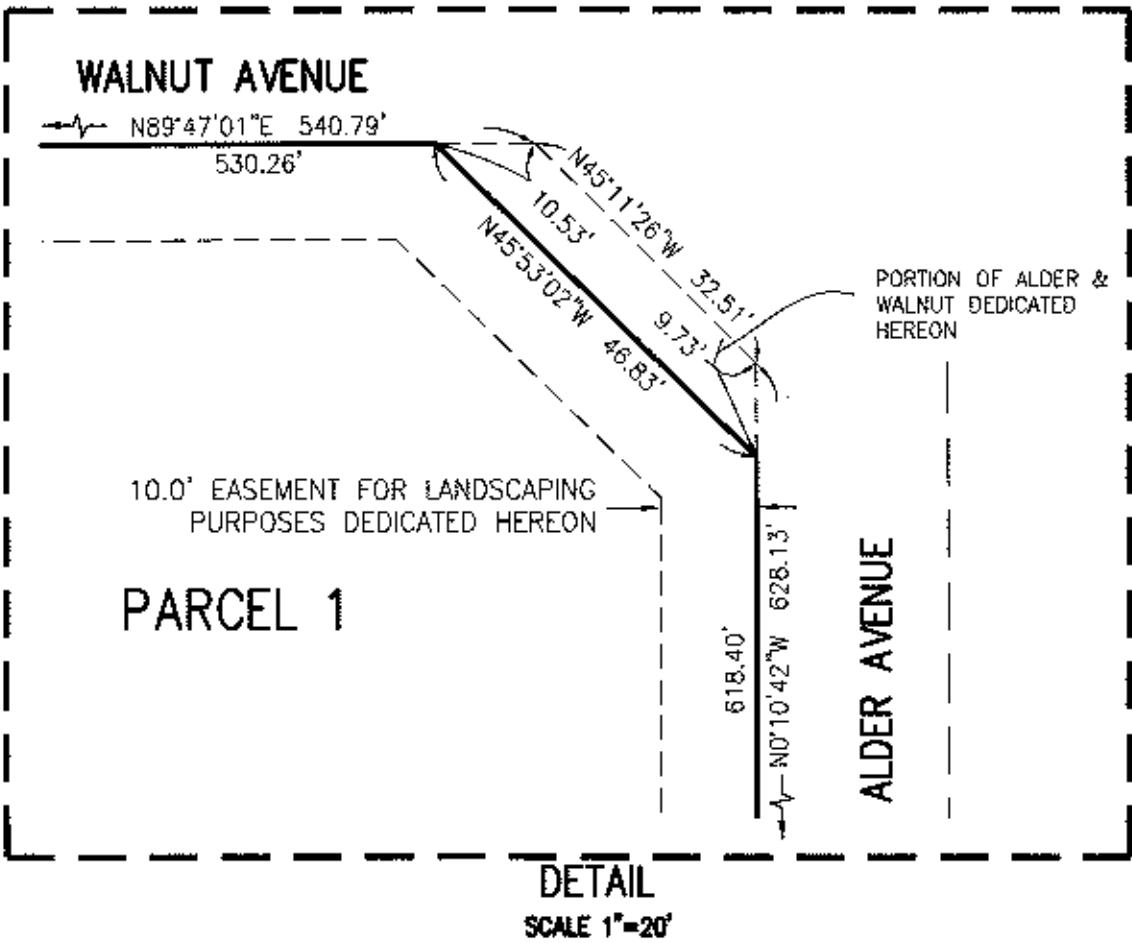 WALNUT AVENUE
N89°47'01"E 540.79'
530.26'
N45°11'26"W 32.51'
10.53'
N45°53'02"W 46.83'
9.73'
PORTION OF ALDER &
WALNUT DEDICATED
HEREON
10.0' EASEMENT FOR LANDSCAPING
PURPOSES DEDICATED HEREON
PARCEL 1
618.40'
N0°10'42"W 628.13'
ALDER AVENUE
DETAIL
SCALE 1"=20'